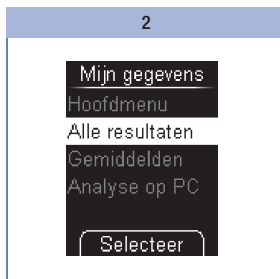 2
Mijn gegevens
Hoofdmenu
Alle resultaten
Gemiddelden
Analyse op PC
Selecteer